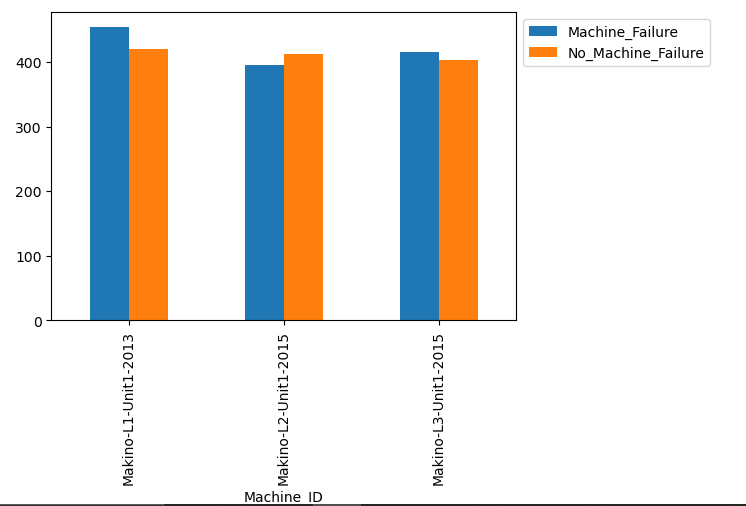 Machine_Failure
No_Machine_Failure
400
300
200
100
0
Makino-L1-Unit1-2013
Makino-L2-Unit1-2015
Makino-L3-Unit1-2015
Machine_ID